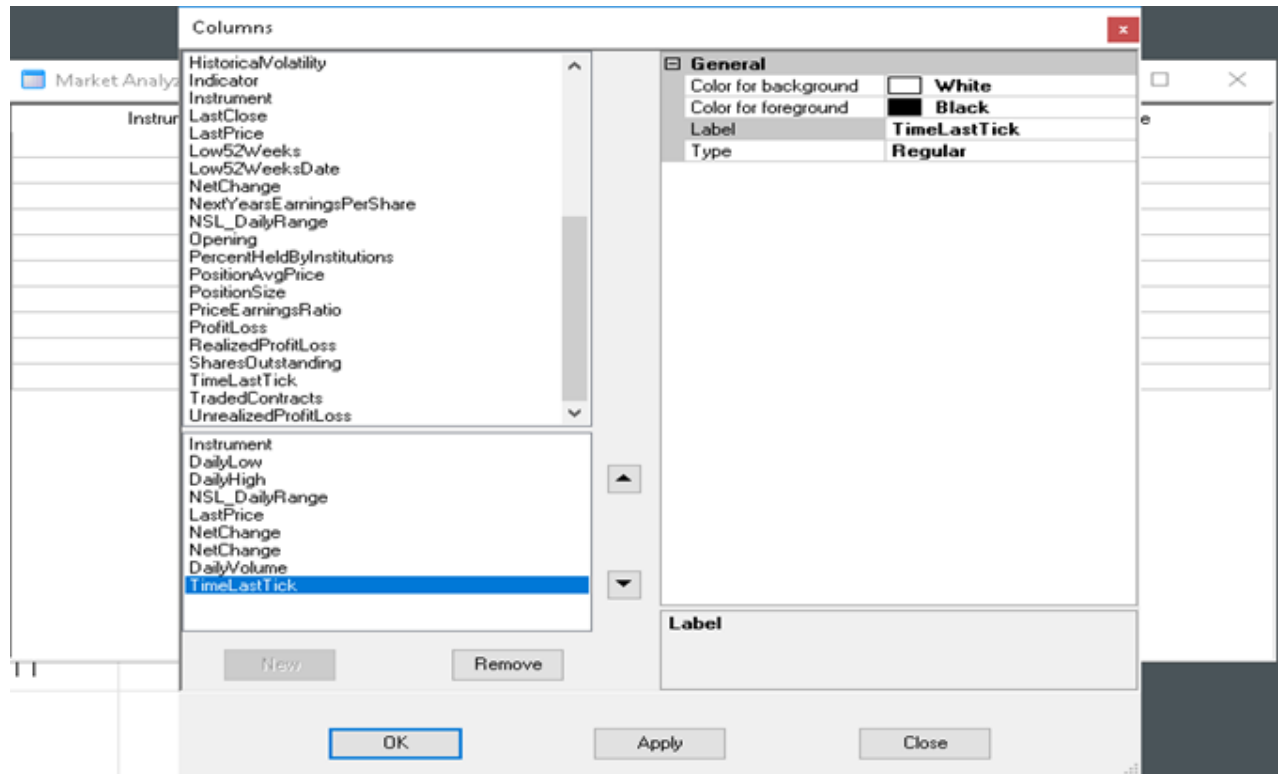 Columns
Market Analyz
Instrur
e
HistoricalVolatility
Indicator
Instrument
LastClose
LastPrice
Low52Weeks
Low52WeeksDate
NetChange
NextYearsEarningsPerShare
NSL_DailyRange
Opening
PercentHeldByInstitutions
PositionAvgPrice
PositionSize
PriceEarningsRatio
ProfitLoss
RealizedProfitLoss
SharesOutstanding
TimeLastTick
TradedContracts
UnrealizedProfitLoss
General
Color for background White
Color for foreground Black
Label TimeLastTick
Type Regular
Instrument
DailyLow
DailyHigh
NSL_DailyRange
LastPrice
NetChange
NetChange
DailyVolume
TimeLastTick
Label
New Remove
OK Apply Close